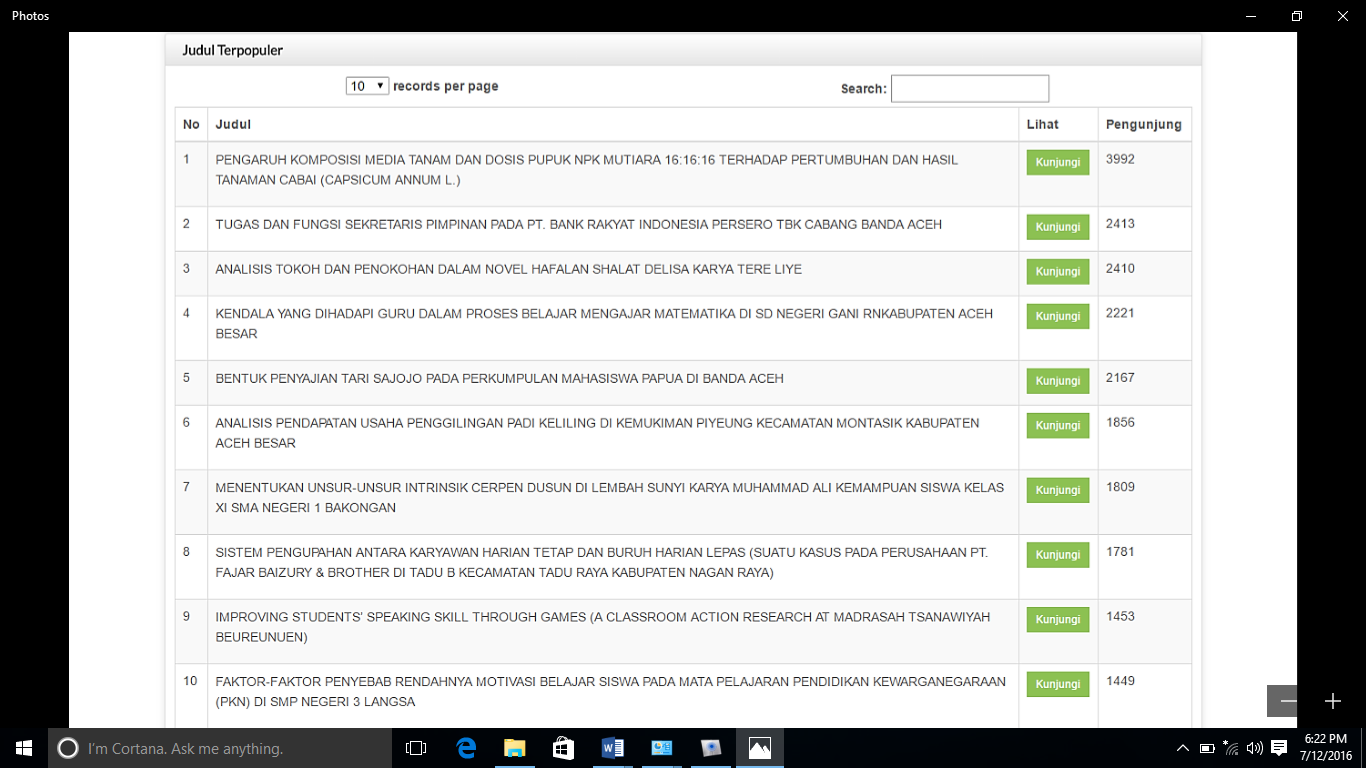 Photos
Judul Terpopuler
10 records per page
Search:
No Judul Lihat Pengunjung
1 PENGARUH KOMPOSISI MEDIA TANAM DAN DOSIS PUPUK NPK MUTIARA 16:16:16 TERHADAP PERTUMBUHAN DAN HASIL Kunjungi 3992
TANAMAN CABAI (CAPSICUM ANNUM L.)
2 TUGAS DAN FUNGSI SEKRETARIS PIMPINAN PADA PT. BANK RAKYAT INDONESIA PERSERO TBK CABANG BANDA ACEH Kunjungi 2413
3 ANALISIS TOKOH DAN PENOKOHAN DALAM NOVEL HAFALAN SHALAT DELISA KARYA TERE LIYE Kunjungi 2410
4 KENDALA YANG DIHADAPI GURU DALAM PROSES BELAJAR MENGAJAR MATEMATIKA DI SD NEGERI GANI RNKABUPATEN ACEH Kunjungi 2221
BESAR
5 BENTUK PENYAJIAN TARI SAJOJO PADA PERKUMPULAN MAHASISWA PAPUA DI BANDA ACEH Kunjungi 2167
6 ANALISIS PENDAPATAN USAHA PENGGILINGAN PADI KELILING DI KEMUKIMAN PIYEUNG KECAMATAN MONTASIK KABUPATEN Kunjungi 1856
ACEH BESAR
7 MENENTUKAN UNSUR-UNSUR INTRINSIK CERPEN DUSUN DI LEMBAH SUNYI KARYA MUHAMMAD ALI KEMAMPUAN SISWA KELAS Kunjungi 1809
XI SMA NEGERI 1 BAKONGAN
8 SISTEM PENGUPAHAN ANTARA KARYAWAN HARIAN TETAP DAN BURUH HARIAN LEPAS (SUATU KASUS PADA PERUSAHAAN PT. Kunjungi 1781
FAJAR BAIZURY & BROTHER DI TADU B KECAMATAN TADU RAYA KABUPATEN NAGAN RAYA)
9 IMPROVING STUDENTS' SPEAKING SKILL THROUGH GAMES (A CLASSROOM ACTION RESEARCH AT MADRASAH TSANAWIYAH Kunjungi 1453
BEUREUNUEN)
10 FAKTOR-FAKTOR PENYEBAB RENDAHNYA MOTIVASI BELAJAR SISWA PADA MATA PELAJARAN PENDIDIKAN KEWARGANEGARAAN Kunjungi 1449
(PKN) DI SMP NEGERI 3 LANGSA
I'm Cortana. Ask me anything.
6:22 PM
7/12/2016